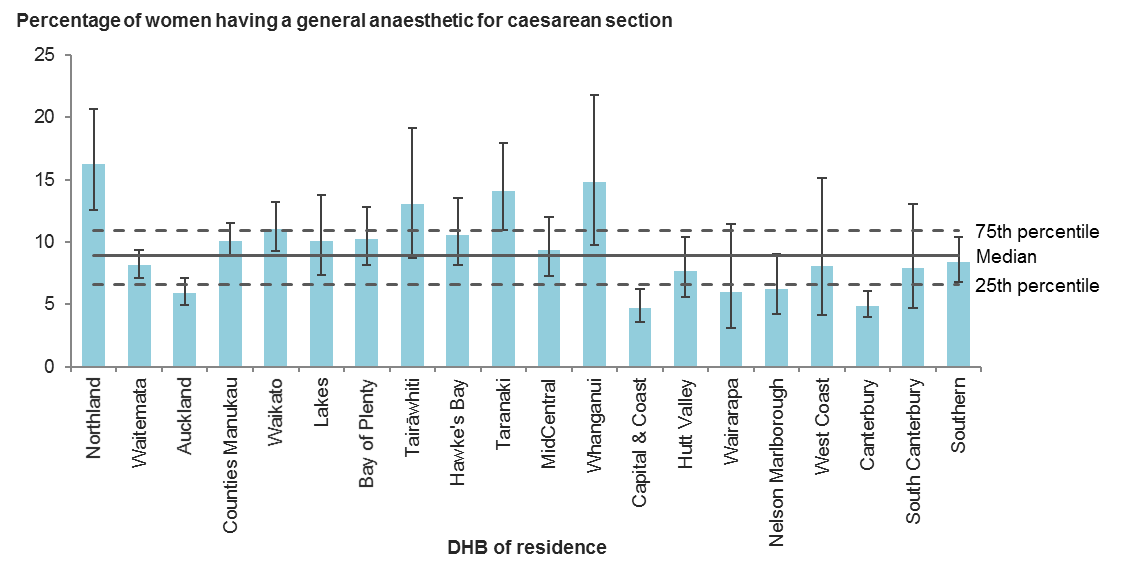 Percentage of women having a general anaesthetic for caesarean section
25
20
15
10
5
0
75th percentile
Median
25th percentile
Northland
Waitemata
Auckland
Counties Manukau
Waikato
Lakes
Bay of Plenty
Tairāwhiti
Hawke's Bay
Taranaki
MidCentral
Whanganui
Capital & Coast
Hutt Valley
Wairarapa
Nelson Marlborough
West Coast
Canterbury
South Canterbury
Southern
DHB of residence